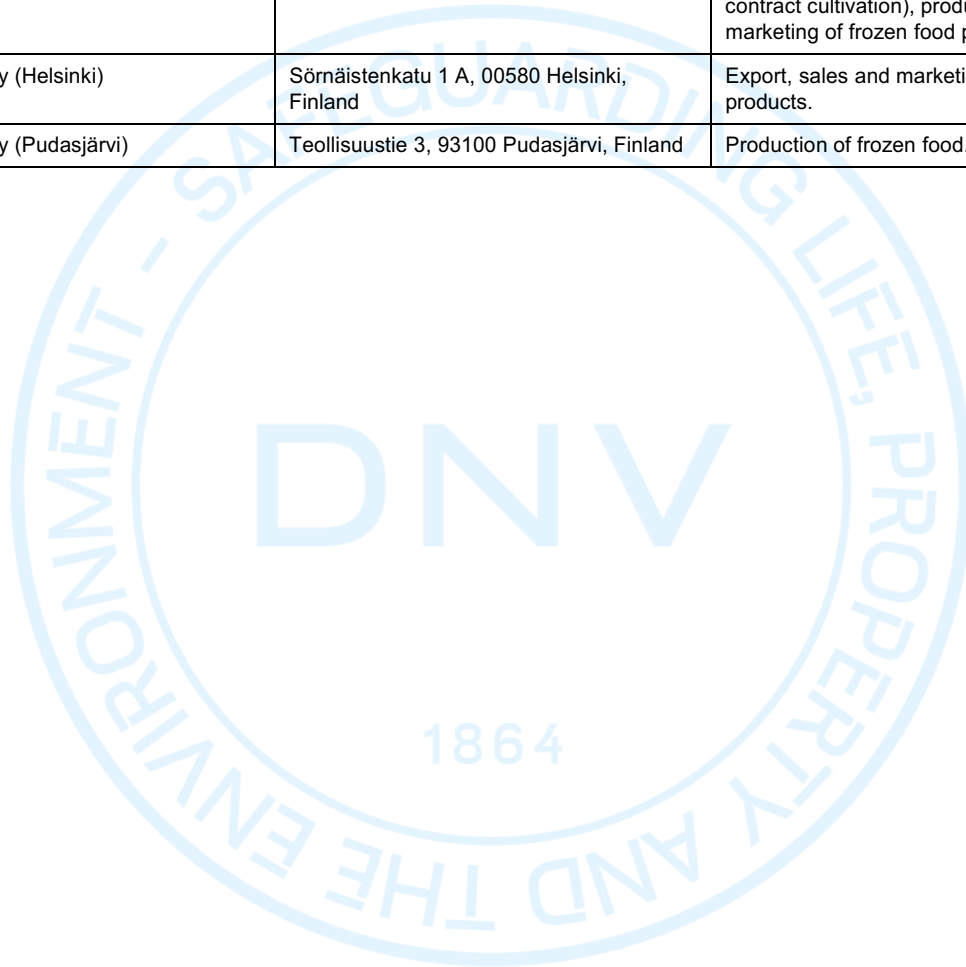 contract cultivation), produ
marketing of frozen food p
y (Helsinki)
Sörnäistenkatu 1 A, 00580 Helsinki,
Finland
Export, sales and marketi
products.
y (Pudasjärvi)
Teollisuustie 3, 93100 Pudasjärvi, Finland
Production of frozen food.
SAFEGUARDING LIFE, PROPERTY AND THE ENVIRONMENT -
DNV
1864